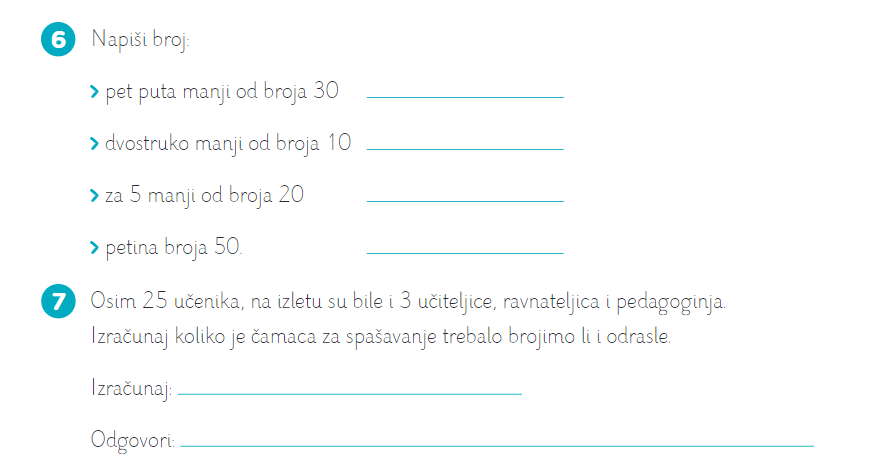 6 Napiši broj:
> pet puta manji od broja 30
> dvostruko manji od broja 10
> za 5 manji od broja 20
> petina broja 50.
7 Osim 25 učenika, na izletu su bile i 3 učiteljice, ravnateljica i pedagoginja.
Izračunaj koliko je čamaca za spašavanje trebalo brojimo li i odrasle.
Izračunaj:
Odgovori: